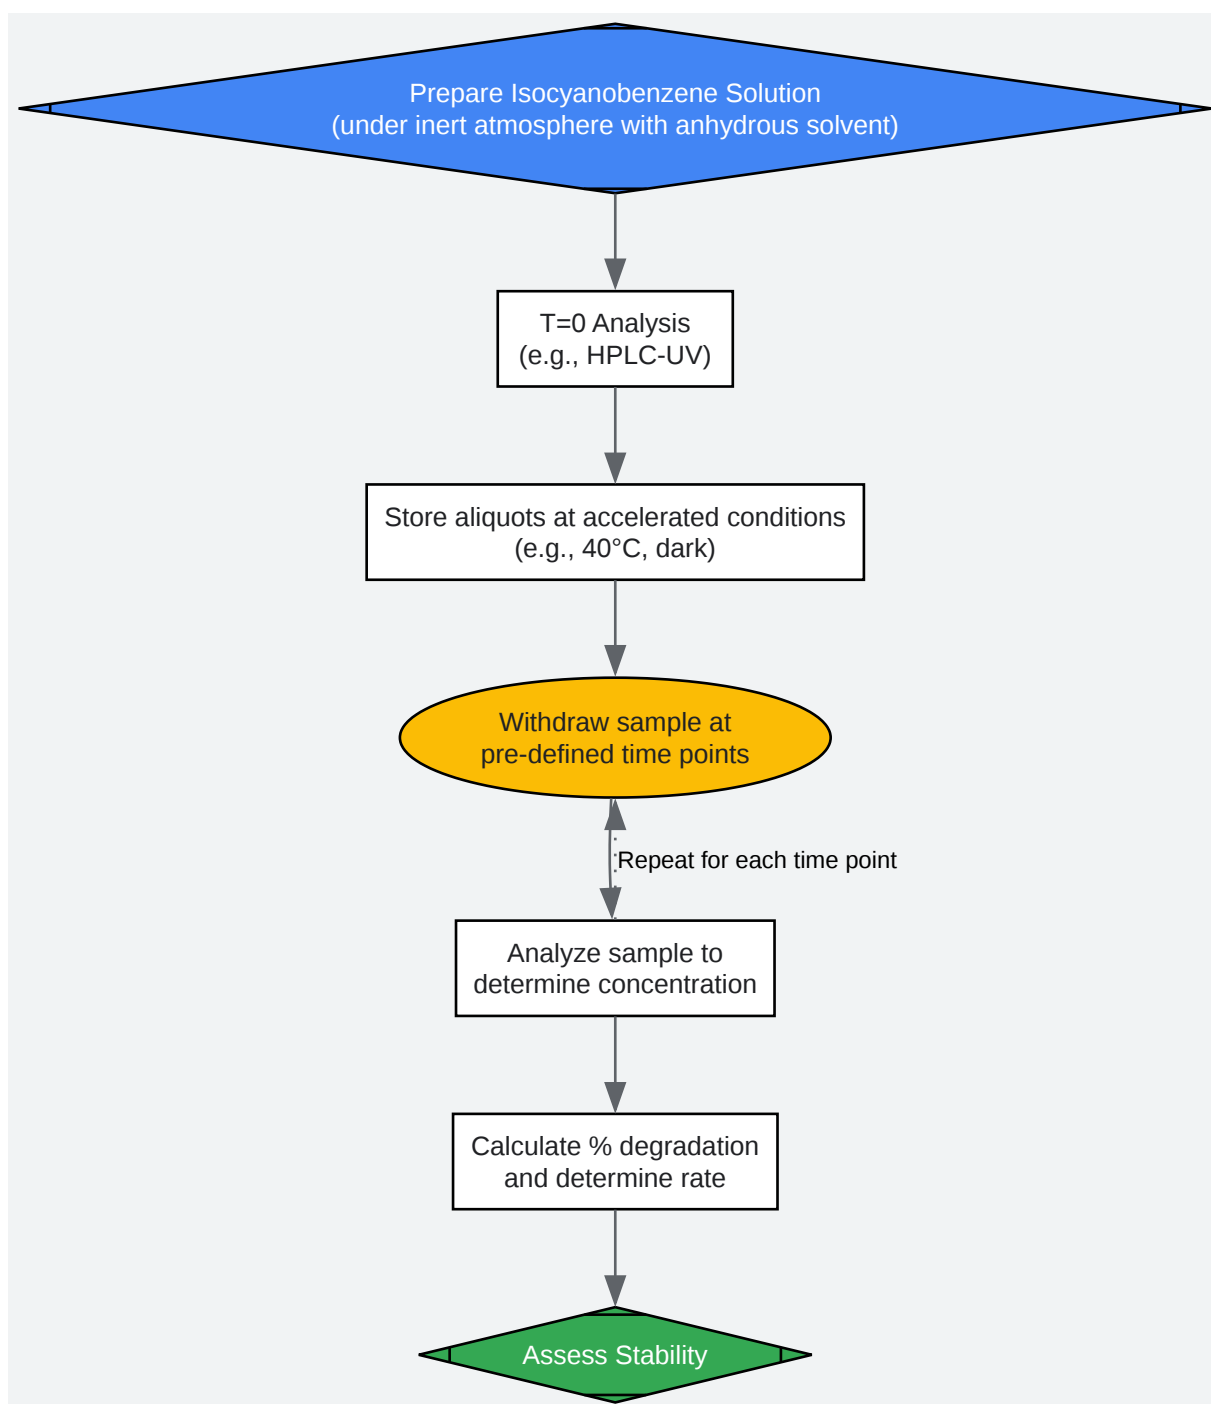 Prepare Isocyanobenzene Solution
(under inert atmosphere with anhydrous solvent)
T=0 Analysis
(e.g., HPLC-UV)
Store aliquots at accelerated conditions
(e.g., 40°C, dark)
Withdraw sample at
pre-defined time points
Repeat for each time point
Analyze sample to
determine concentration
Calculate % degradation
and determine rate
Assess Stability